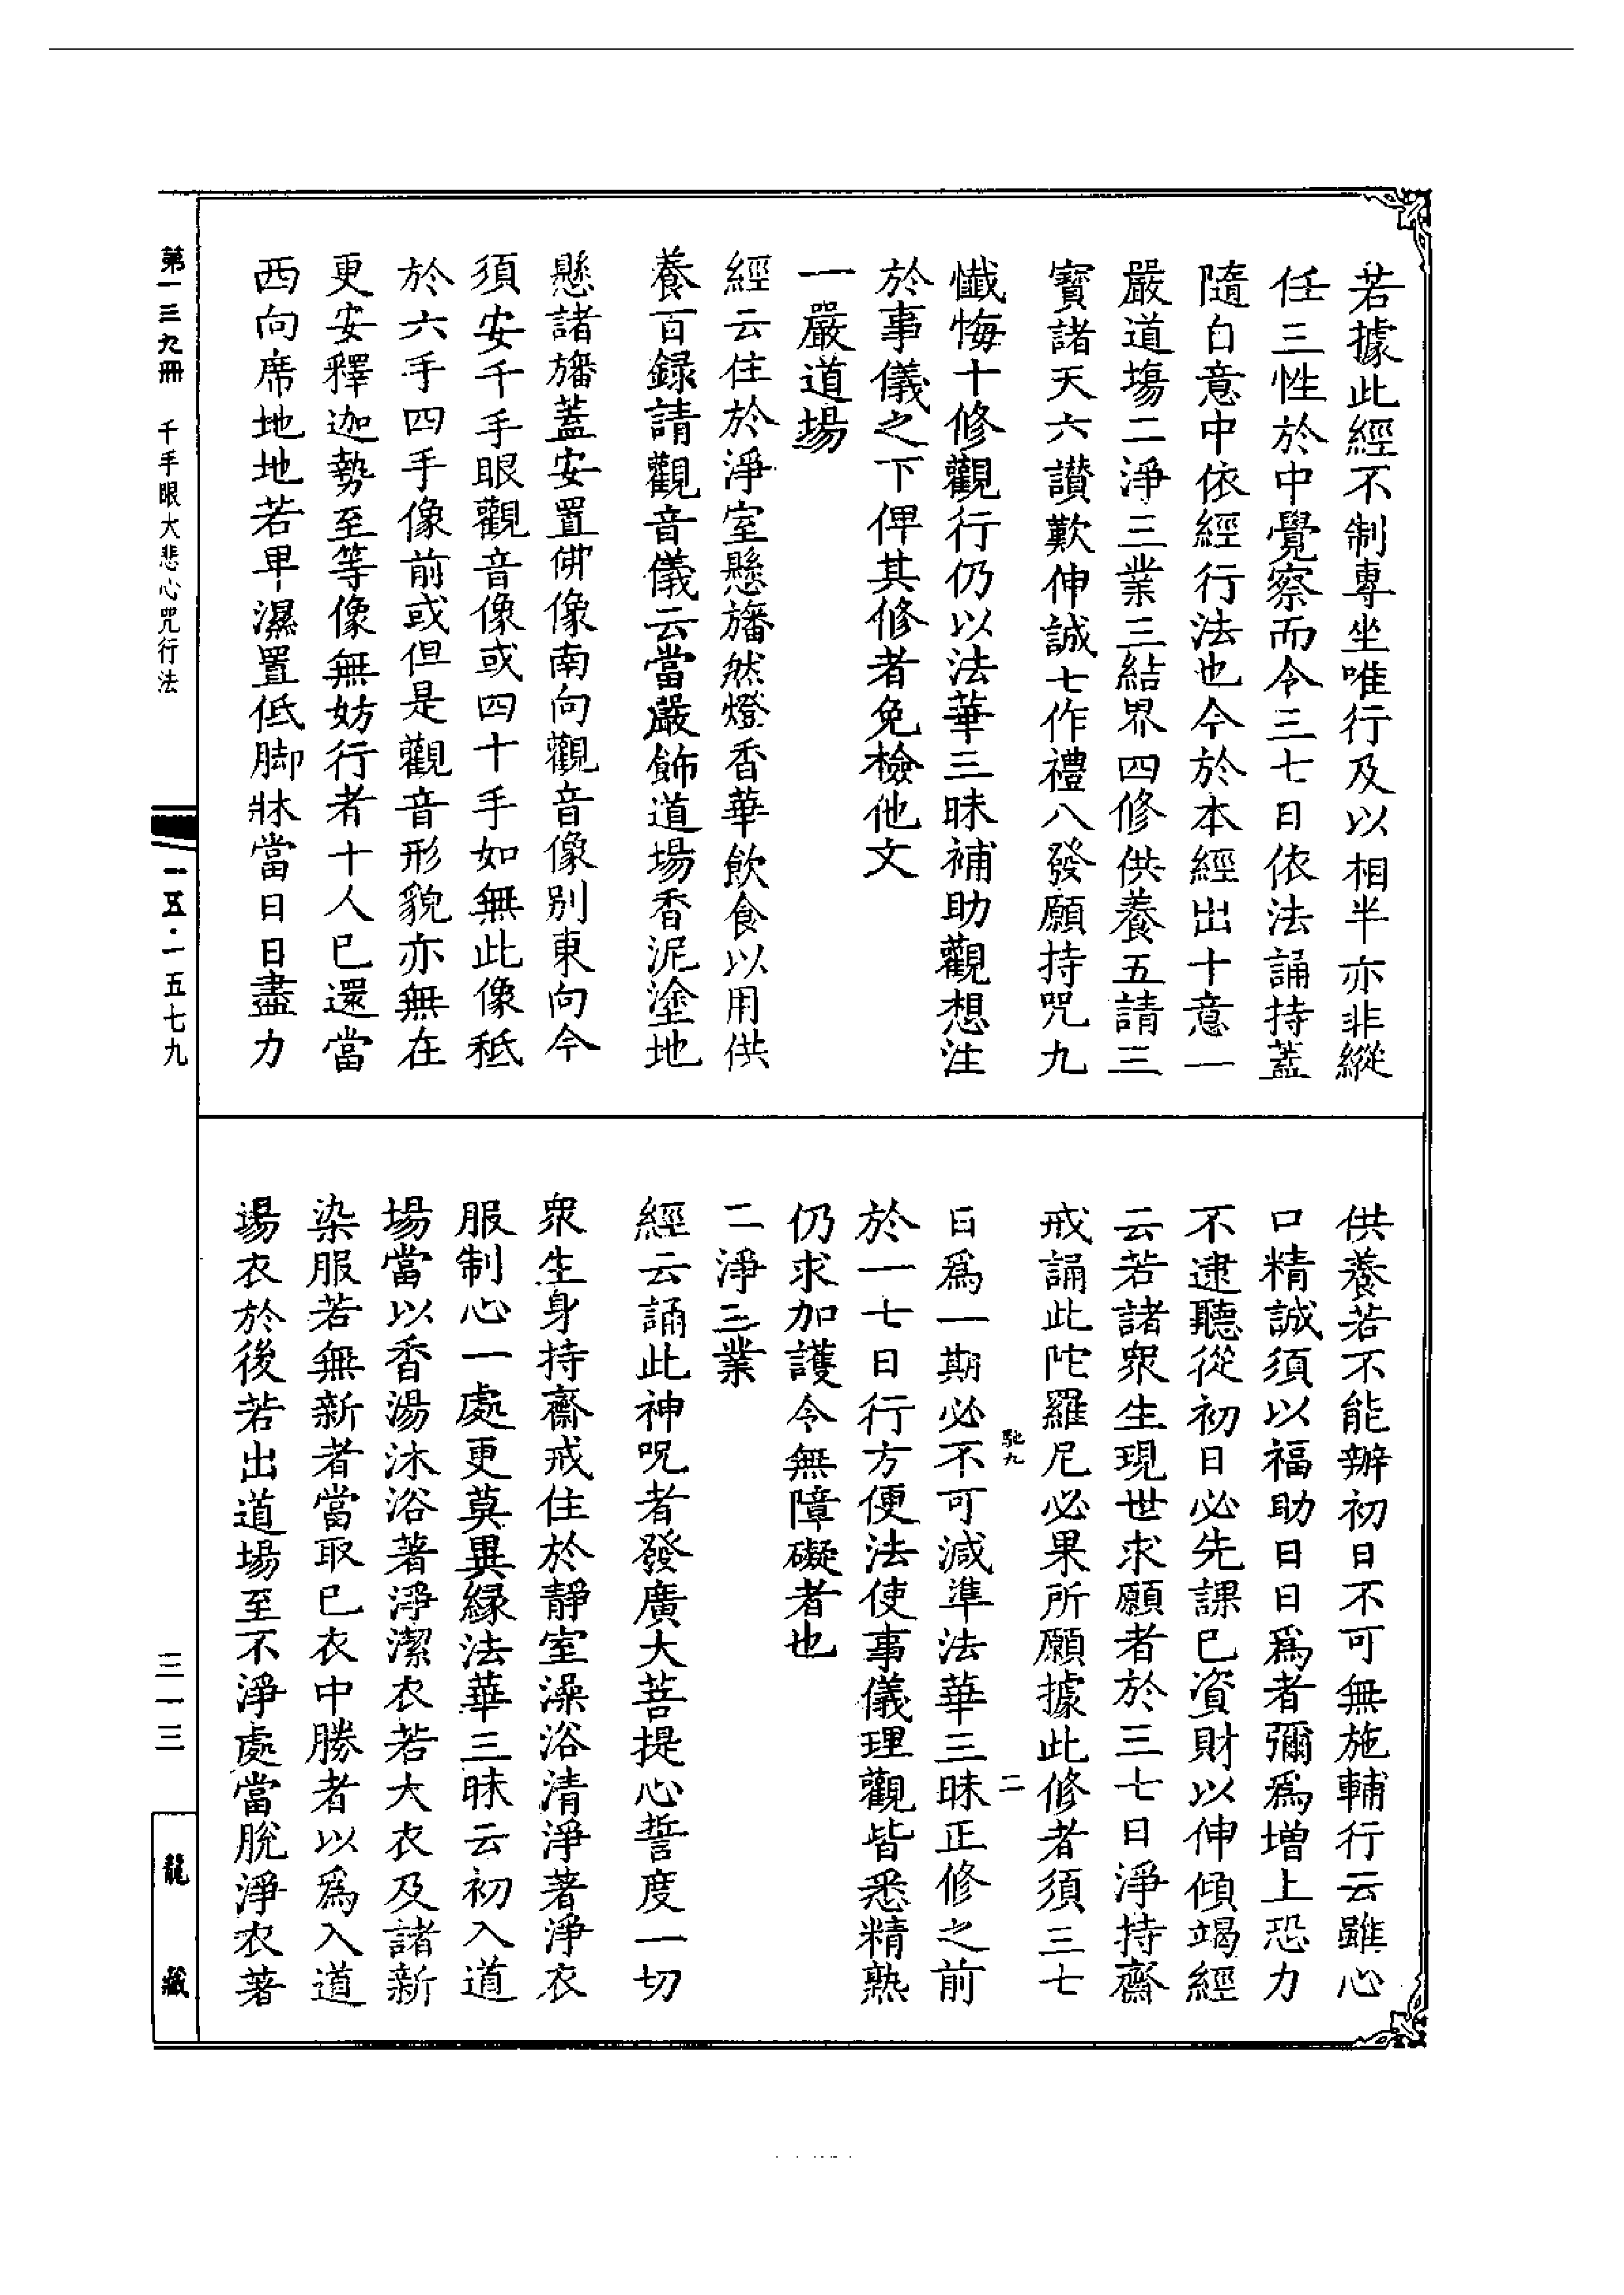 若據此經不制專坐唯行及以相半亦非縱
任三性於中覺察而令三七日依法誦持蓋
隨自意中依經行法也今於本經出十意一
嚴道場二淨三業三結界四修供養五請三
寶諸天六讚歎伸誠七作禮八發願持呪九
懺悔十修觀行仍以法華三昧補助觀想注
於事儀之下俾其修者免檢他文
一嚴道場
經云住於淨室懸旛然燈香華飲食以用供
養百録請觀音儀云當嚴飾道場香泥塗地
懸諸旛蓋安置佛像南向觀音像別東向今
須安千手眼觀音像或四十手如無此像秖
於六手四手像前或但是觀音形貌亦無在
更安釋迦勢至等像無妨行者十人已還當
西向席地地若卑濕置低脚牀當日日盡力
供養若不能辦初日不可無施輔行云雖心
口精誠須以福助日日爲者彌爲增上恐力
不逮聽從初日必先課已資財以伸傾竭經
云若諸眾生現世求願者於三七日淨持齋
戒誦此陀羅尼必果所願據此修者須三七
馳九 二
日爲一期必不可減準法華三昧正修之前
於一七日行方便法使事儀理觀皆悉精熟
仍求加護令無障礙者也
二淨三業
經云誦此神呪者發廣大菩提心誓度一切
眾生身持齋戒住於靜室澡浴清淨著淨衣
服制心一處更莫異緣法華三昧云初入道
場當以香湯沐浴著淨潔衣若大衣及諸新
染服若無新者當取已衣中勝者以爲入道
場衣於後若出道場至不淨處當脫淨衣著
第一三九冊 千手眼大悲心咒行法
一五·一五七九
三一三
龍藏